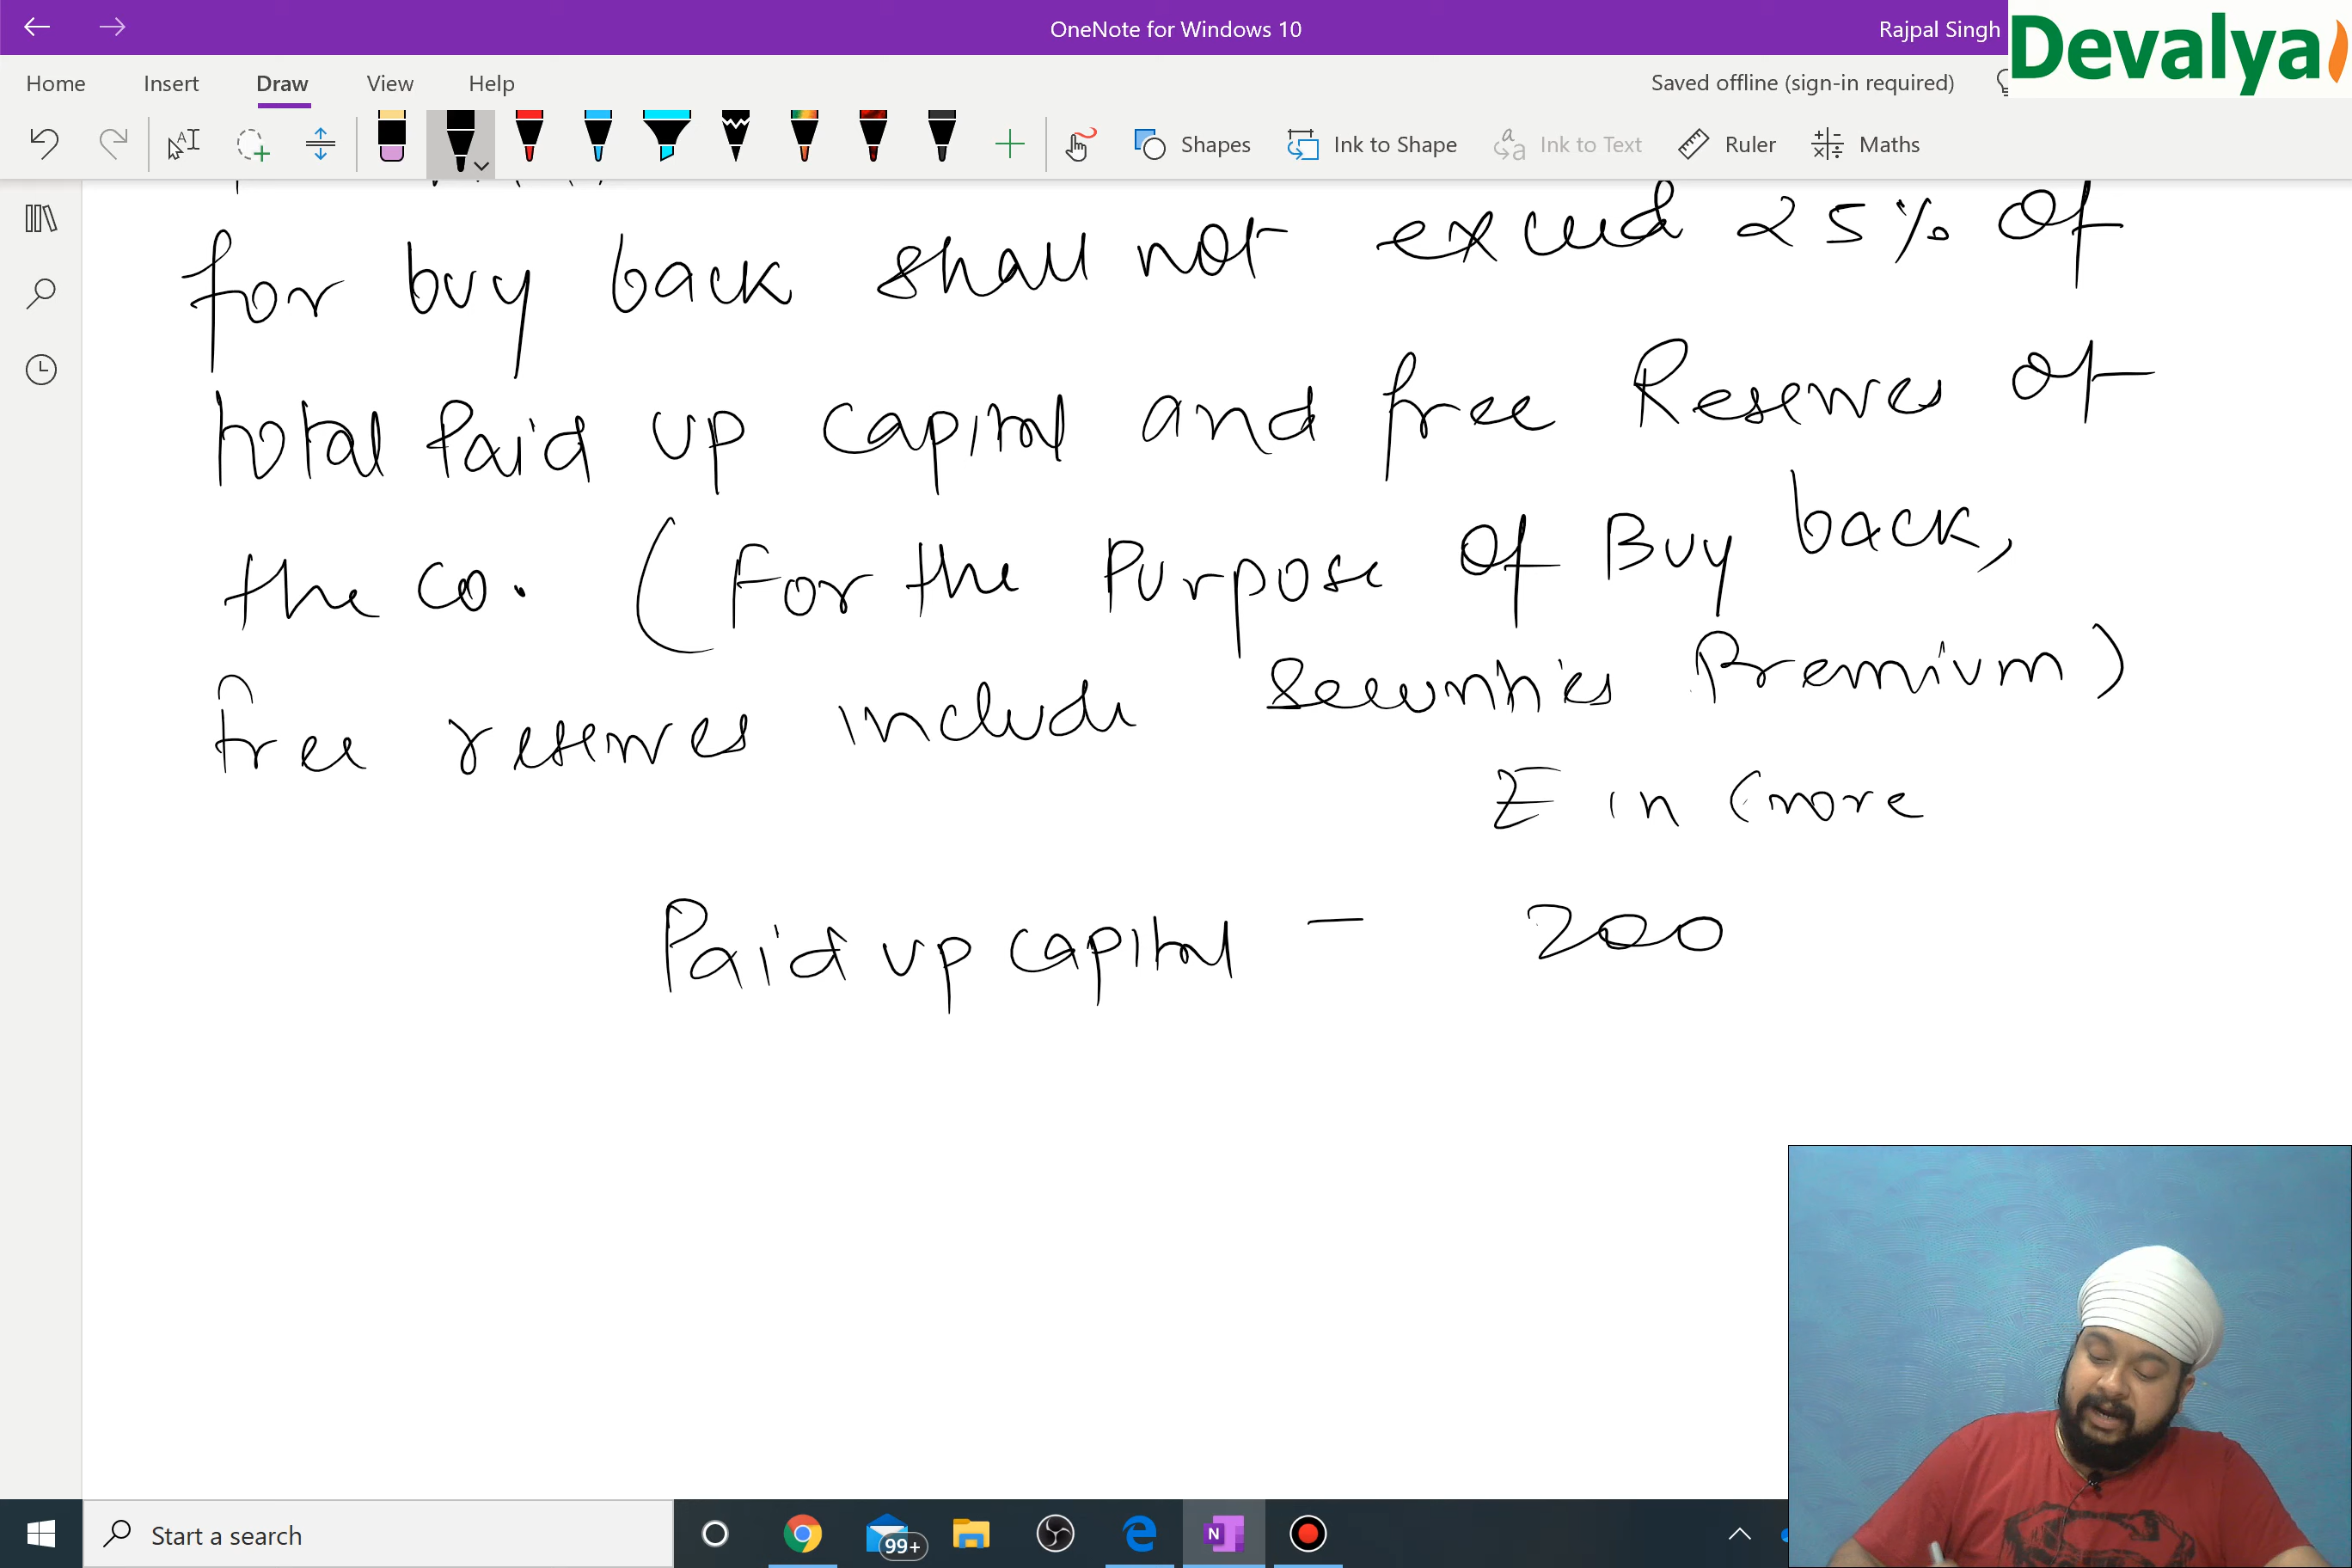 OneNote for Windows 10
Rajpal Singh
Devalya
Home Insert Draw View Help
Saved offline (sign-in required)
Shapes Ink to Shape Ink to Text Ruler Maths
for buy back shall not exceed 25% of
total Paid up capital and free Reserves of
the co. (For the Purpose of Buy back,
free reserves include Securities Premium)
₹ in Crore
Paid up capital — 200
Start a search
99+